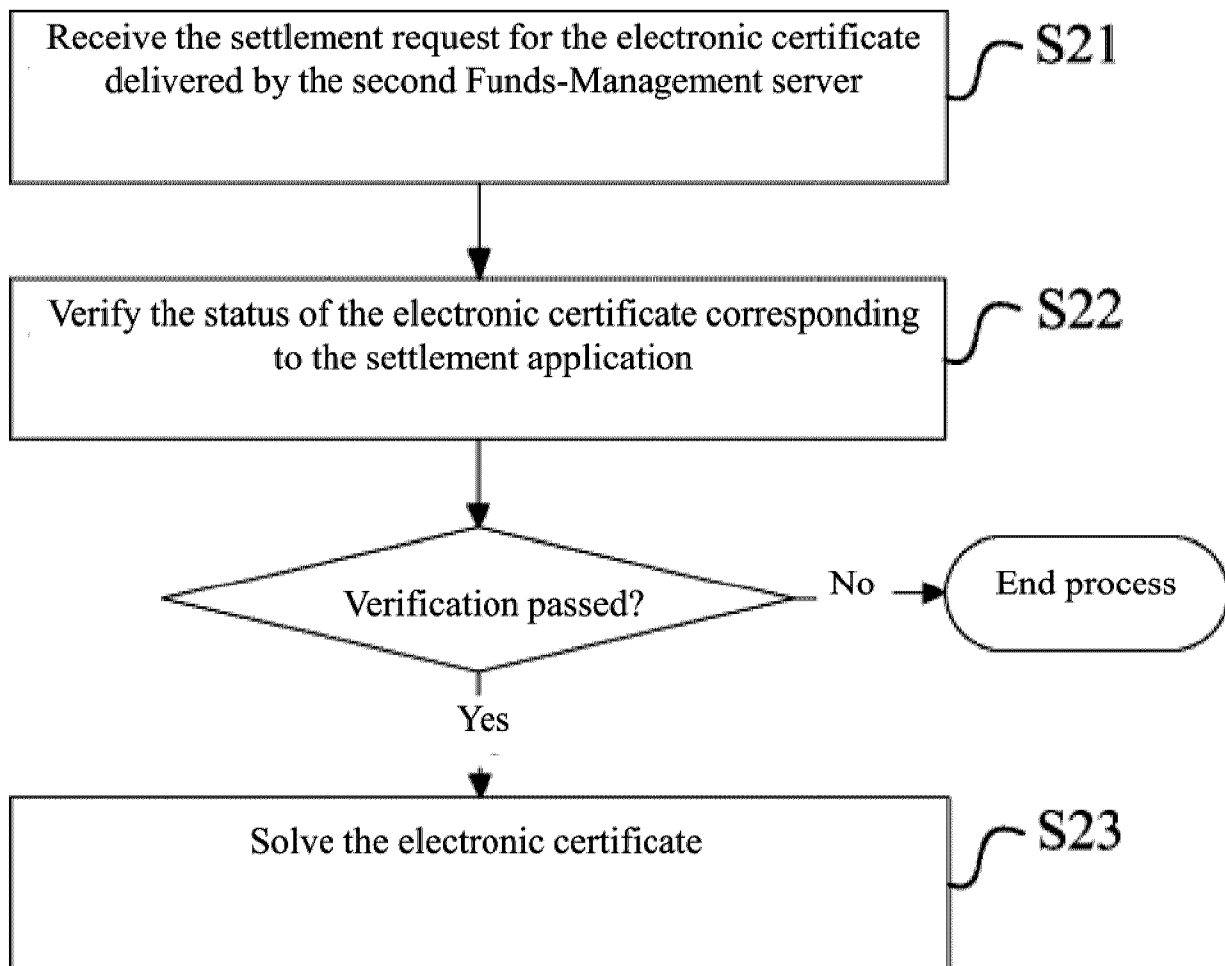 Receive the settlement request for the electronic certificate
delivered by the second Funds-Management server
S21
Verify the status of the electronic certificate corresponding
to the settlement application
S22
Verification passed?
No
End process
Yes
Solve the electronic certificate
S23